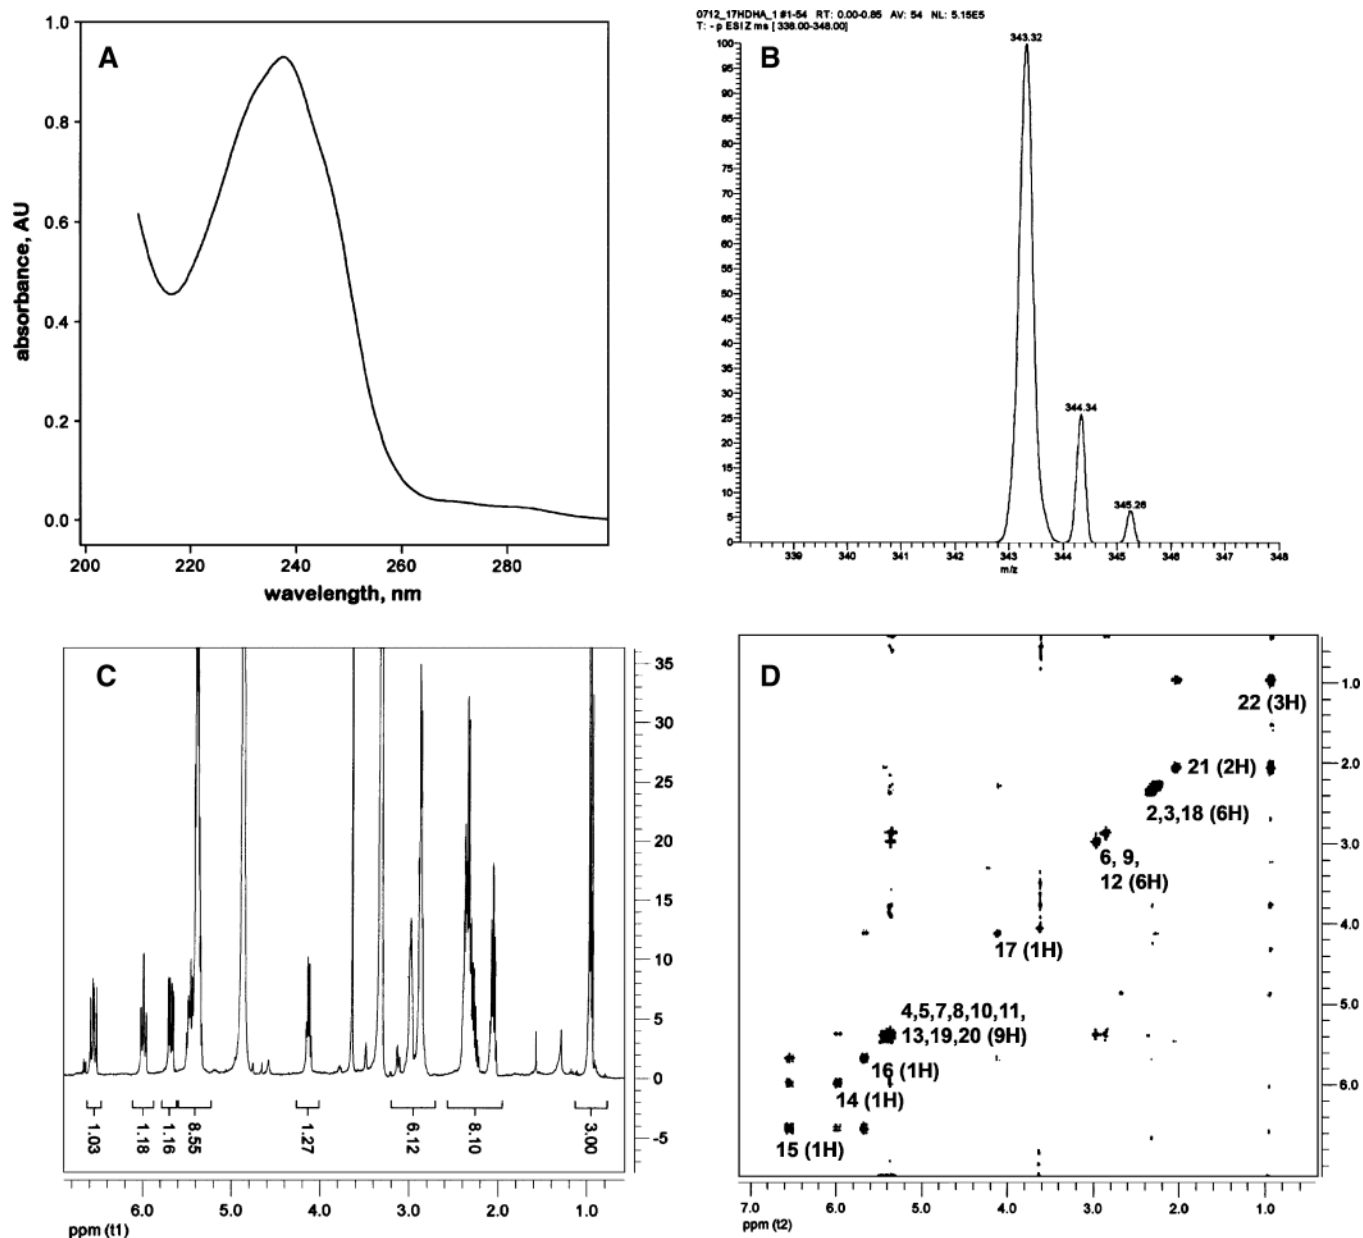 A
1.0
0.8
0.6
0.4
0.2
0.0
absorbance, AU
200 220 240 260 280
wavelength, nm
0712_17HDHA_1 #1-54 RT: 0.00-0.85 AV: 54 NL: 5.15E5
T: - p ESI Z ms [ 338.00-348.00]
B
343.32
344.34
345.26
100
95
90
85
80
75
70
65
60
55
50
45
40
35
30
25
20
15
10
5
0
339 340 341 342 343 344 345 346 347 348
m/z
C
35
30
25
20
15
10
5
0
-5
1.03 1.18 1.16 8.55 1.27 6.12 8.10 3.00
6.0 5.0 4.0 3.0 2.0 1.0
ppm (t1)
D
22 (3H)
21 (2H)
2,3,18 (6H)
6, 9,
12 (6H)
17 (1H)
4,5,7,8,10,11,
13,19,20 (9H)
16 (1H)
14 (1H)
15 (1H)
1.0
2.0
3.0
4.0
5.0
6.0
7.0 6.0 5.0 4.0 3.0 2.0 1.0
ppm (t2)